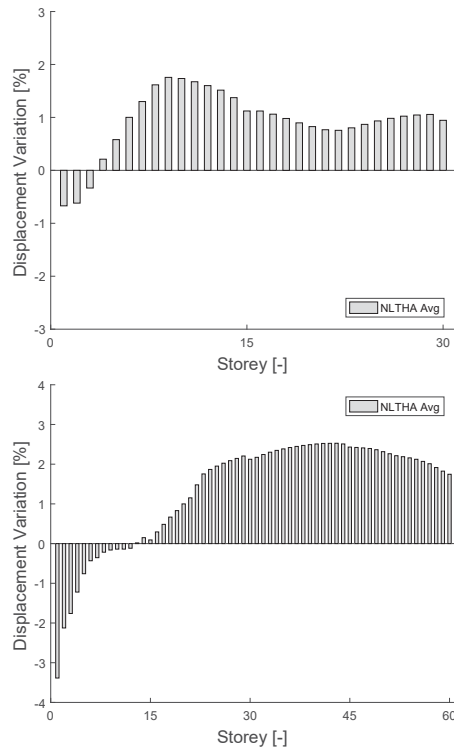 3
2
1
0
-1
-2
-3
Displacement Variation [%]
NLTHA Avg
0 15 30
Storey [-]
4
3
2
1
0
-1
-2
-3
-4
Displacement Variation [%]
NLTHA Avg
0 15 30 45 60
Storey [-]